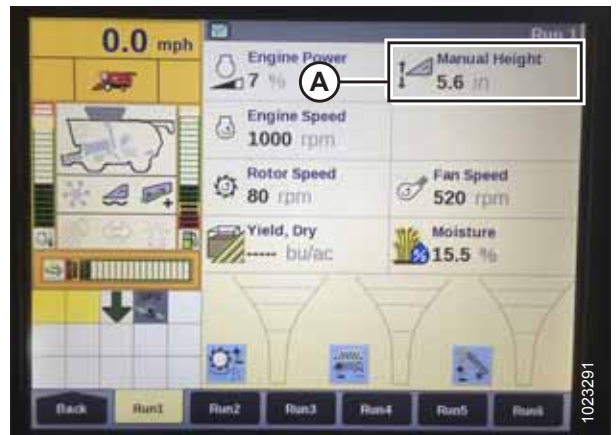 0.0 mph
Run 1
Engine Power
7 %
A
Manual Height
5.6 in
Engine Speed
1000 rpm
Rotor Speed
80 rpm
Fan Speed
520 rpm
Yield, Dry
----- bu/ac
Moisture
15.5 %
Back
Run1
Run2
Run3
Run4
Run5
Run6
1023291